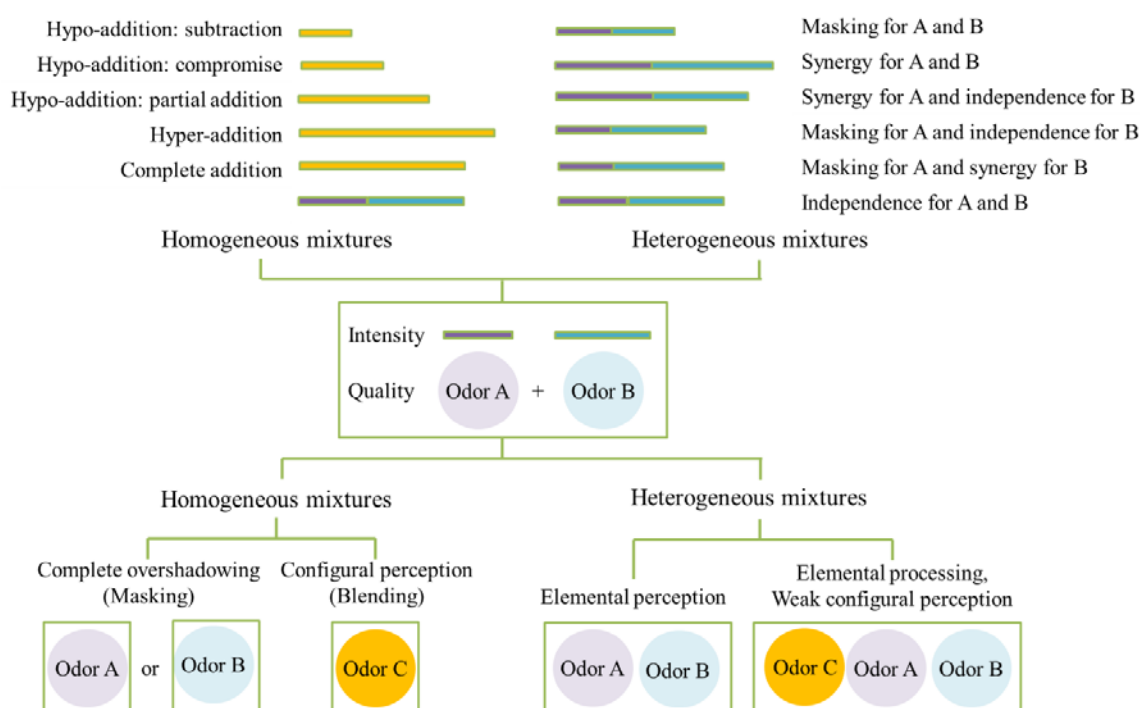 Hypo-addition: subtraction
Hypo-addition: compromise
Hypo-addition: partial addition
Hyper-addition
Complete addition
Masking for A and B
Synergy for A and B
Synergy for A and independence for B
Masking for A and independence for B
Masking for A and synergy for B
Independence for A and B
Homogeneous mixtures
Heterogeneous mixtures
Intensity
Quality
Odor A
+
Odor B
Homogeneous mixtures
Heterogeneous mixtures
Complete overshadowing
(Masking)
Configural perception
(Blending)
Elemental perception
Elemental processing,
Weak configural perception
Odor A
or
Odor B
Odor C
Odor A
Odor B
Odor C
Odor A
Odor B